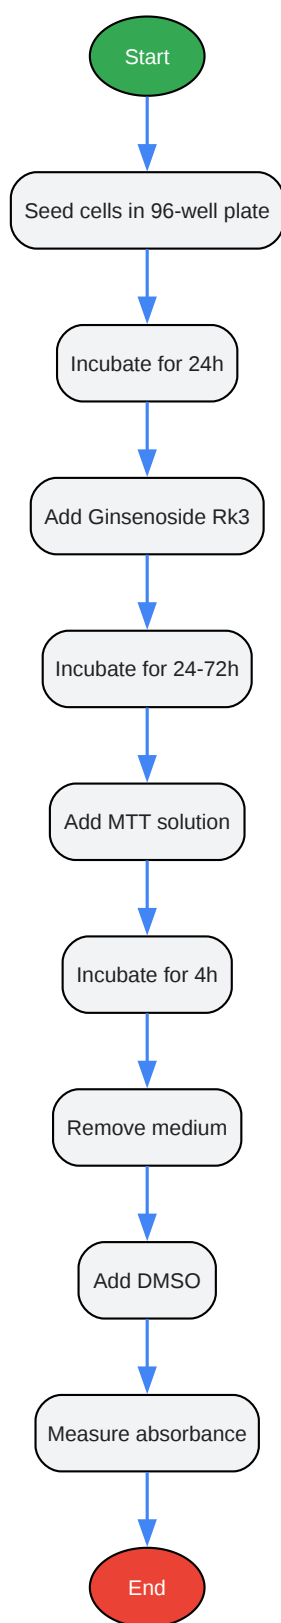 Start
Seed cells in 96-well plate
Incubate for 24h
Add Ginsenoside Rk3
Incubate for 24-72h
Add MTT solution
Incubate for 4h
Remove medium
Add DMSO
Measure absorbance
End